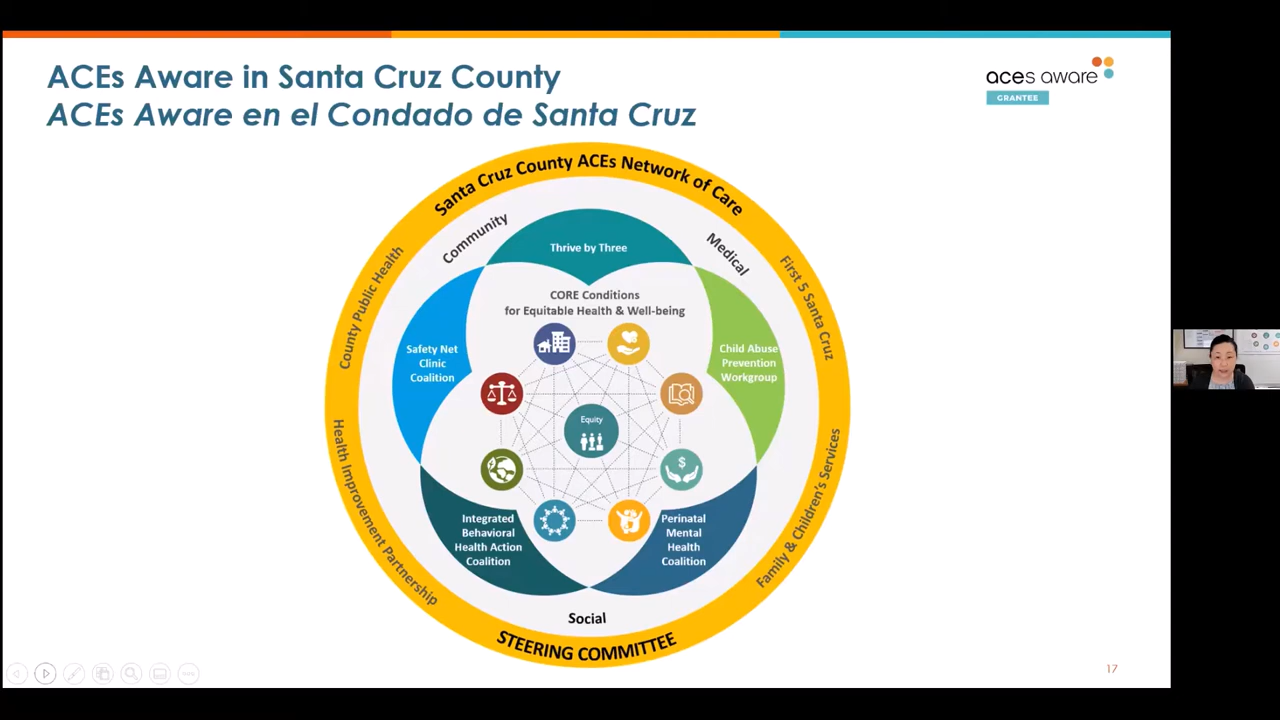 ACEs Aware in Santa Cruz County
ACEs Aware en el Condado de Santa Cruz
aces aware
GRANTEE
Santa Cruz County ACEs Network of Care
Community
Medical
County Public Health
First 5 Santa Cruz
Thrive by Three
CORE Conditions
for Equitable Health & Well-being
Safety Net
Clinic
Coalition
Child Abuse
Prevention
Workgroup
Equity
$
Health Improvement Partnership
Family & Children's Services
Integrated
Behavioral
Health Action
Coalition
Perinatal
Mental
Health
Coalition
Social
STEERING COMMITTEE
17